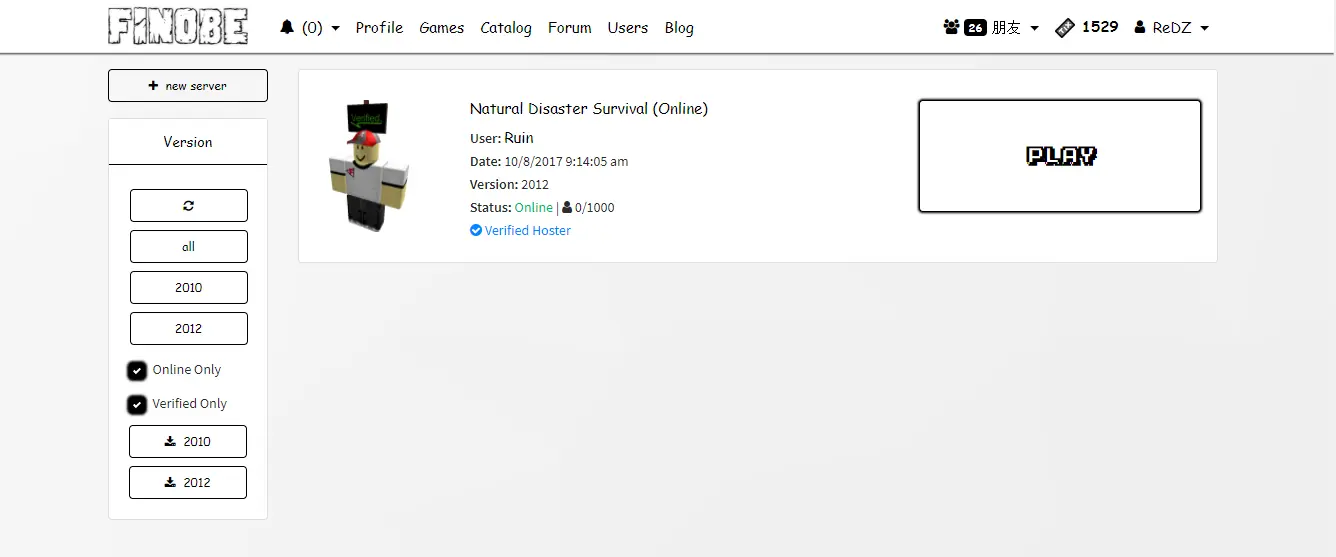 FINOBE (0) Profile Games Catalog Forum Users Blog 26 朋友 1529 ReDZ
+ new server
Version
all
2010
2012
Online Only
Verified Only
2010
2012
Verified
Natural Disaster Survival (Online)
User: Ruin
Date: 10/8/2017 9:14:05 am
Version: 2012
Status: Online | 0/1000
Verified Hoster
PLAY